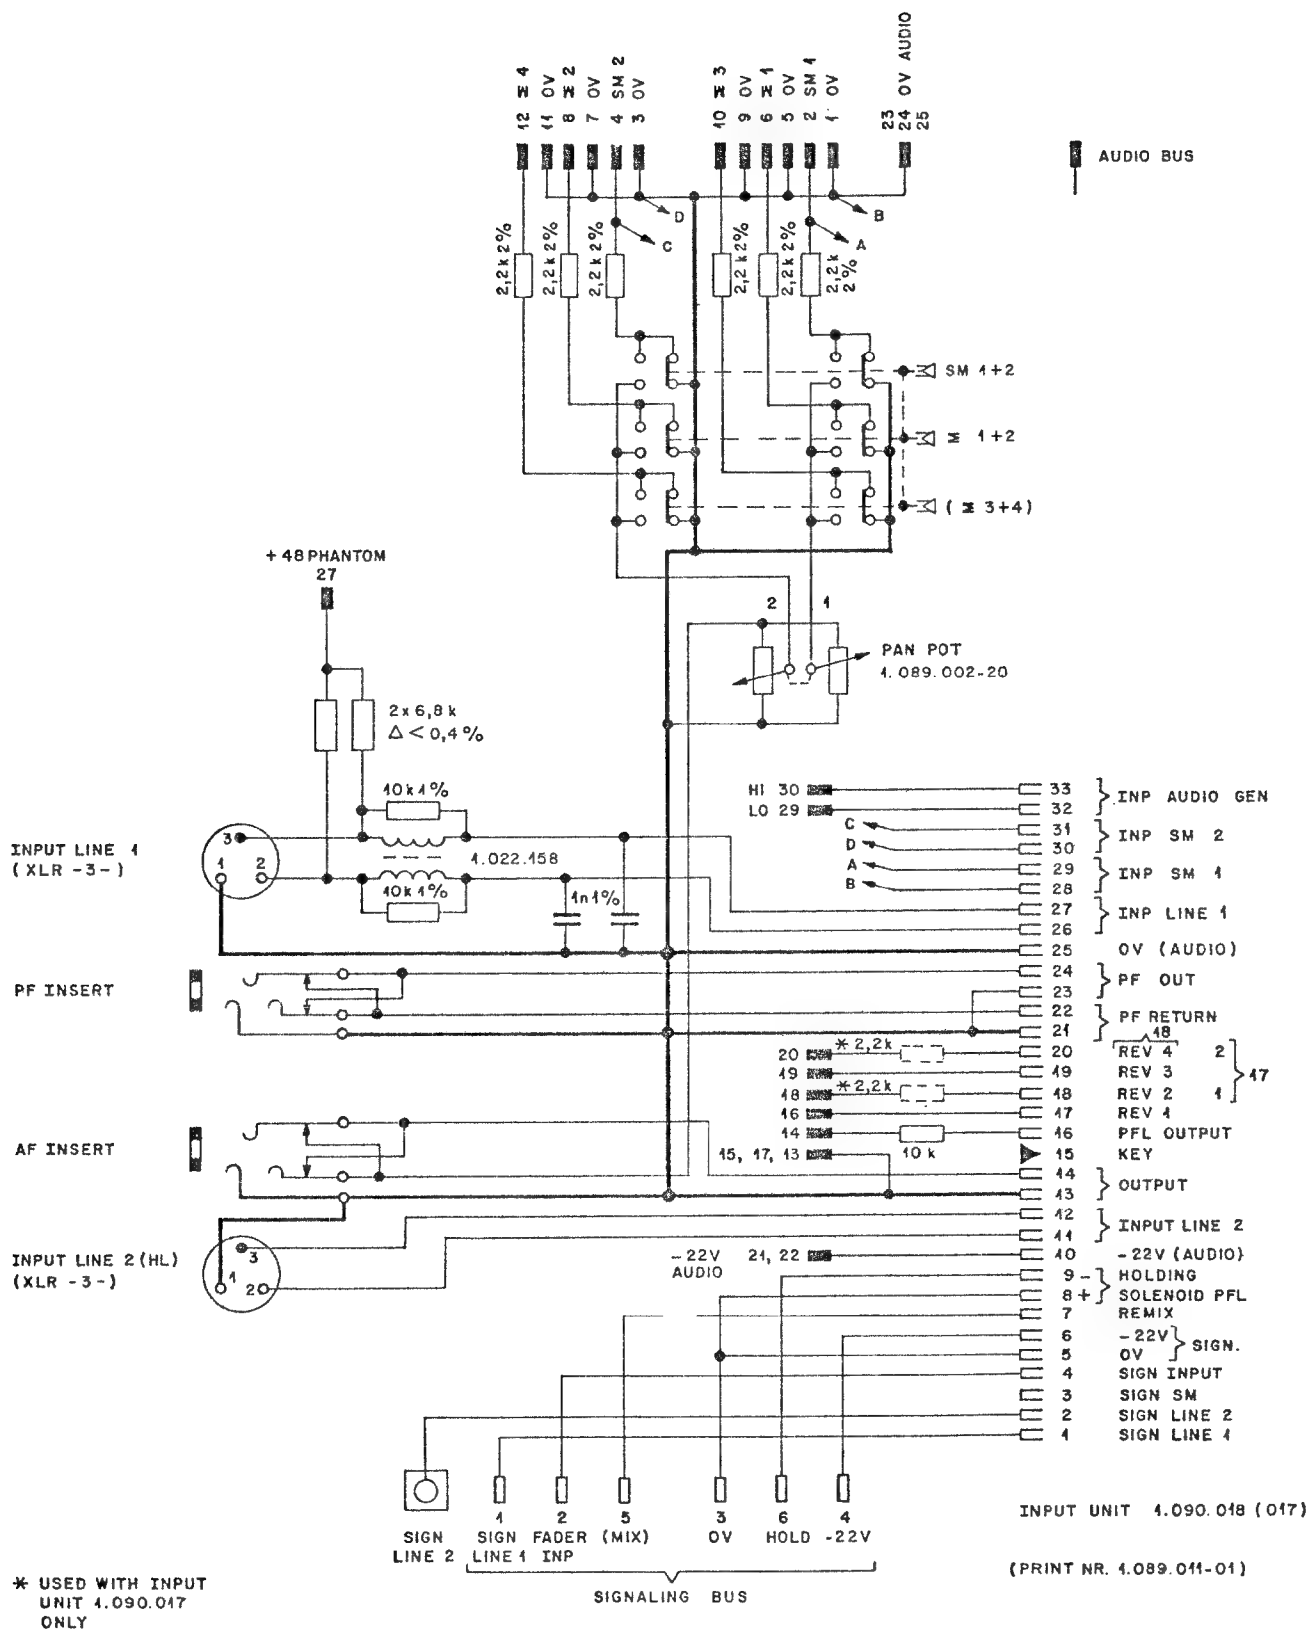 12 Σ 4
11 0V
8 Σ 2
7 0V
4 SM 2
3 0V
10 Σ 3
9 0V
6 Σ 1
5 0V
2 SM 1
1 0V
23
24 0V AUDIO
25
AUDIO BUS
D
C
B
A
2,2k 2%
2,2k 2%
2,2k 2%
2,2k 2%
2,2k 2%
2,2k
2%
SM 1+2
Σ 1+2
(Σ 3+4)
+48 PHANTOM
27
2 1
PAN POT
1.089.002-20
2x6,8k
Δ<0,4%
10k1%
INPUT LINE 1
(XLR -3-)
3
1 2
1.022.158
10k1%
1n1%
HI 30
LO 29
C
D
A
B
33
32
INP AUDIO GEN
31
30
INP SM 2
29
28
INP SM 1
27
26
INP LINE 1
25 0V (AUDIO)
PF INSERT
24
23
PF OUT
22
21
PF RETURN
18
20 * 2,2k 20 REV 4 2
19 19 REV 3
17
18 * 2,2k 18 REV 2 1
16 17 REV 1
14 10k 16 PFL OUTPUT
15, 17, 13 15 KEY
AF INSERT
14
13
OUTPUT
12
11
INPUT LINE 2
INPUT LINE 2 (HL)
(XLR -3-)
3
1 2
-22V
AUDIO
21, 22 10 -22V (AUDIO)
9 - HOLDING
8 + SOLENOID PFL
7 REMIX
6 -22V
5 0V
SIGN.
4 SIGN INPUT
3 SIGN SM
2 SIGN LINE 2
1 SIGN LINE 1
1 2 5 3 6 4
SIGN
LINE 2
SIGN
LINE 1
FADER
INP
(MIX) 0V HOLD -22V
SIGNALING BUS
INPUT UNIT 1.090.018 (017)
(PRINT NR. 1.089.011-01)
* USED WITH INPUT
UNIT 1.090.017
ONLY